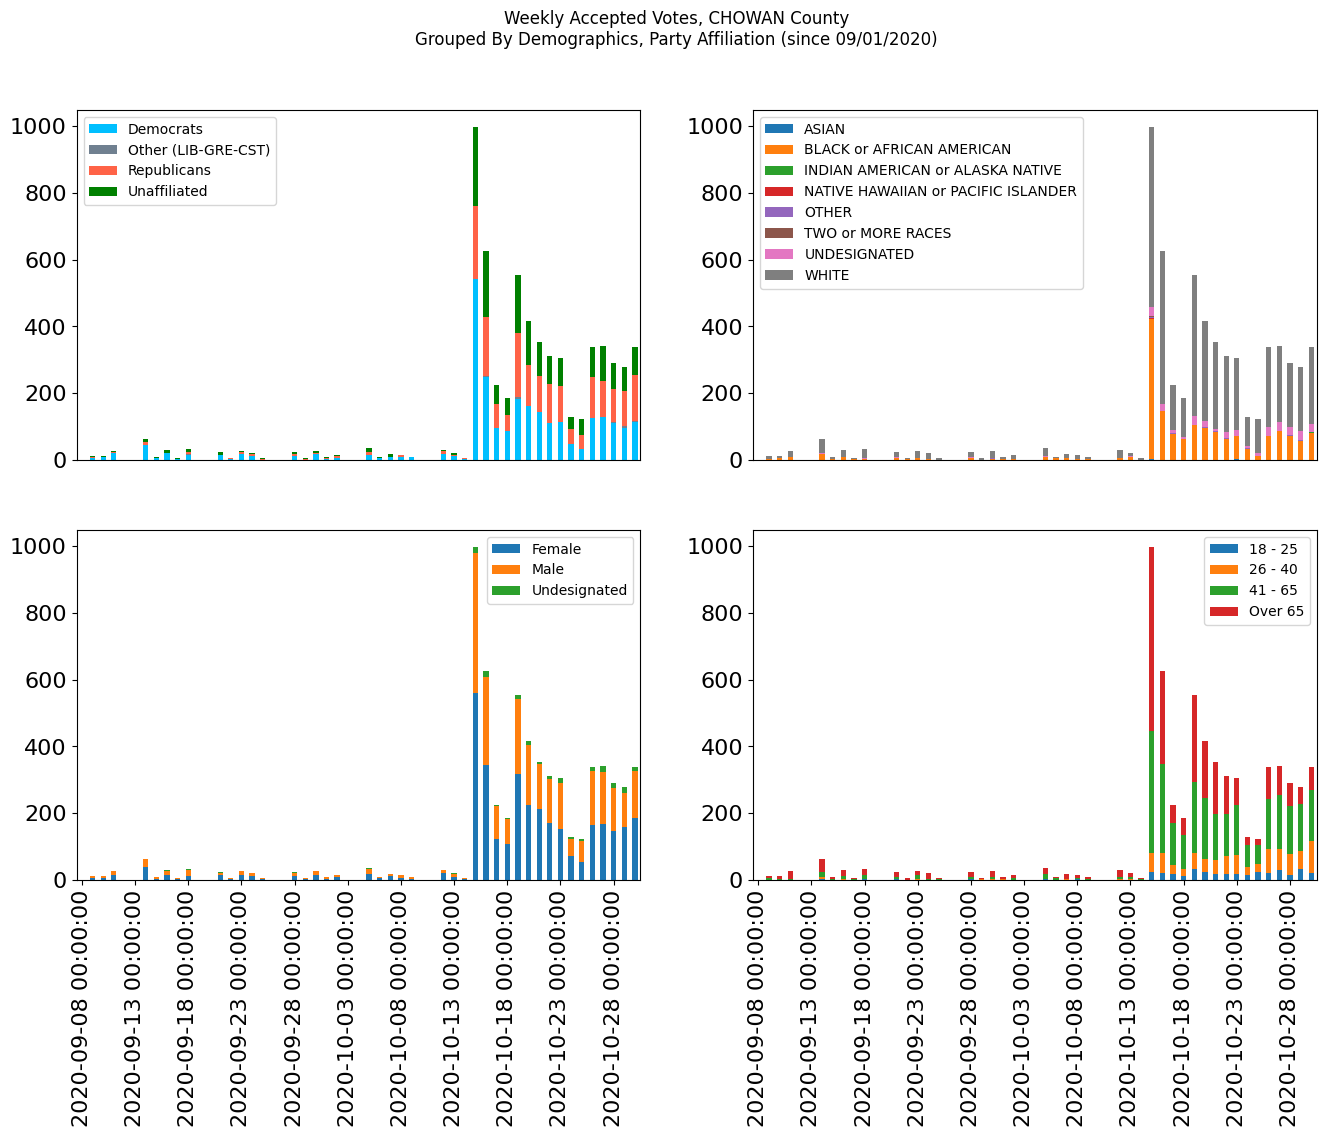 Weekly Accepted Votes, CHOWAN County
Grouped By Demographics, Party Affiliation (since 09/01/2020)
1000
800
600
400
200
0
Democrats
Other (LIB-GRE-CST)
Republicans
Unaffiliated
1000
800
600
400
200
0
ASIAN
BLACK or AFRICAN AMERICAN
INDIAN AMERICAN or ALASKA NATIVE
NATIVE HAWAIIAN or PACIFIC ISLANDER
OTHER
TWO or MORE RACES
UNDESIGNATED
WHITE
1000
800
600
400
200
0
Female
Male
Undesignated
2020-09-08 00:00:00
2020-09-13 00:00:00
2020-09-18 00:00:00
2020-09-23 00:00:00
2020-09-28 00:00:00
2020-10-03 00:00:00
2020-10-08 00:00:00
2020-10-13 00:00:00
2020-10-18 00:00:00
2020-10-23 00:00:00
2020-10-28 00:00:00
1000
800
600
400
200
0
18 - 25
26 - 40
41 - 65
Over 65
2020-09-08 00:00:00
2020-09-13 00:00:00
2020-09-18 00:00:00
2020-09-23 00:00:00
2020-09-28 00:00:00
2020-10-03 00:00:00
2020-10-08 00:00:00
2020-10-13 00:00:00
2020-10-18 00:00:00
2020-10-23 00:00:00
2020-10-28 00:00:00